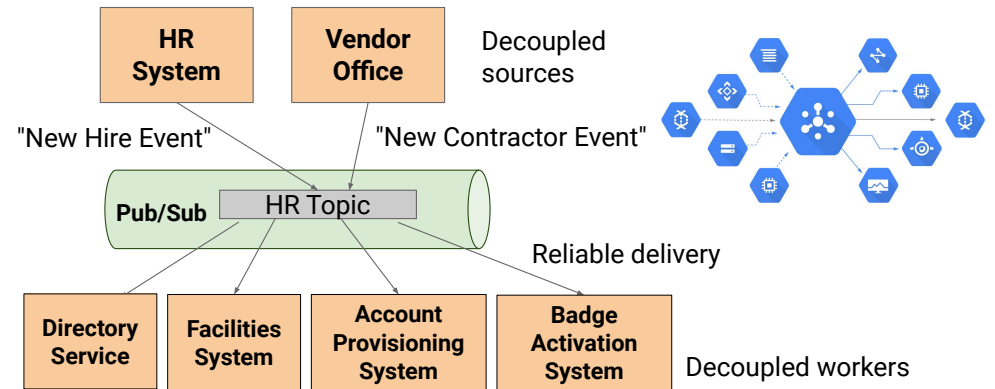 HR
System
Vendor
Office
Decoupled
sources
"New Hire Event"
"New Contractor Event"
Pub/Sub
HR Topic
Reliable delivery
Directory
Service
Facilities
System
Account
Provisioning
System
Badge
Activation
System
Decoupled workers